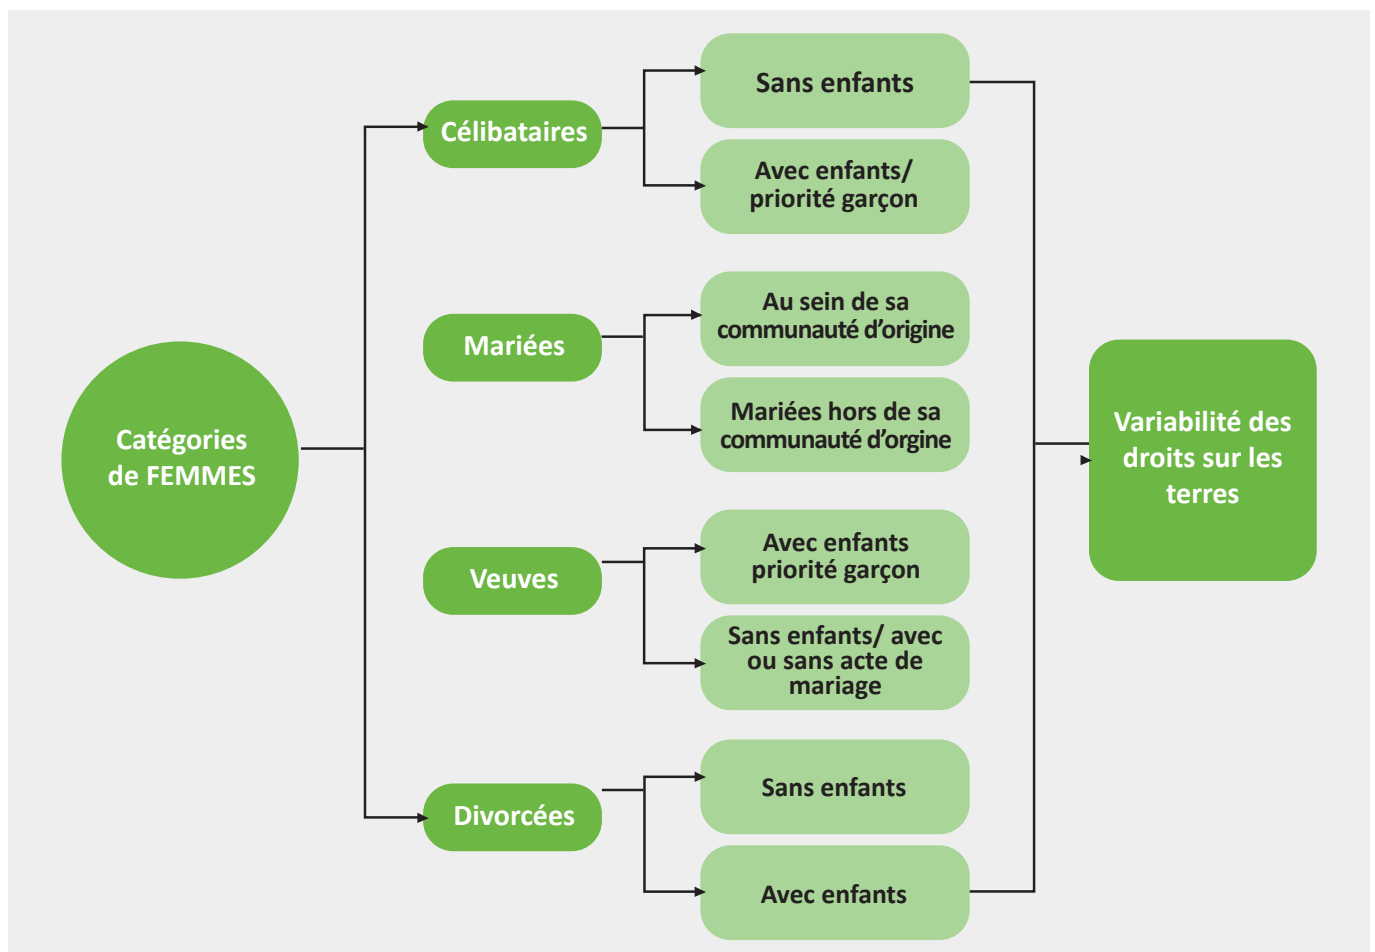 Catégories
de FEMMES
Célibataires
Sans enfants
Avec enfants/
priorité garçon
Mariées
Au sein de sa
communauté d’origine
Mariées hors de sa
communauté d’orgine
Veuves
Avec enfants
priorité garçon
Sans enfants/ avec
ou sans acte de
mariage
Divorcées
Sans enfants
Avec enfants
Variabilité des
droits sur les
terres